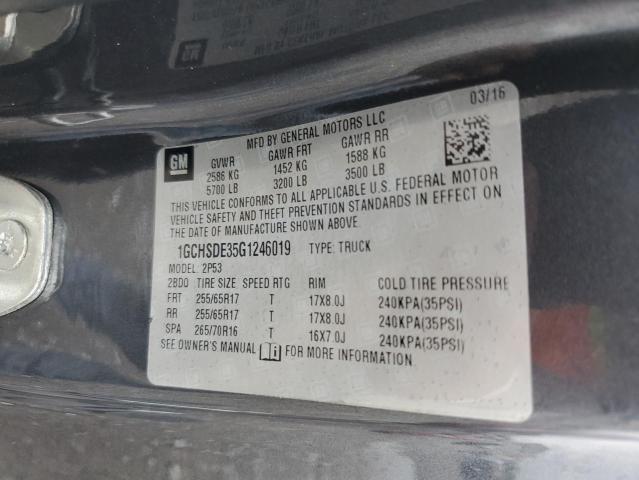 03/16
MFD BY GENERAL MOTORS LLC
GM
GVWR GAWR FRT GAWR RR
2586 KG 1452 KG 1588 KG
5700 LB 3200 LB 3500 LB
THIS VEHICLE CONFORMS TO ALL APPLICABLE U.S. FEDERAL MOTOR
VEHICLE SAFETY AND THEFT PREVENTION STANDARDS IN EFFECT ON
THE DATE OF MANUFACTURE SHOWN ABOVE.
1GCHSDE35G1246019 TYPE: TRUCK
MODEL: 2P53
2BDO TIRE SIZE SPEED RTG RIM COLD TIRE PRESSURE
FRT 255/65R17 T 17X8.0J 240KPA(35PSI)
RR 255/65R17 T 17X8.0J 240KPA(35PSI)
SPA 265/70R16 T 16X7.0J 240KPA(35PSI)
SEE OWNER'S MANUAL FOR MORE INFORMATION.